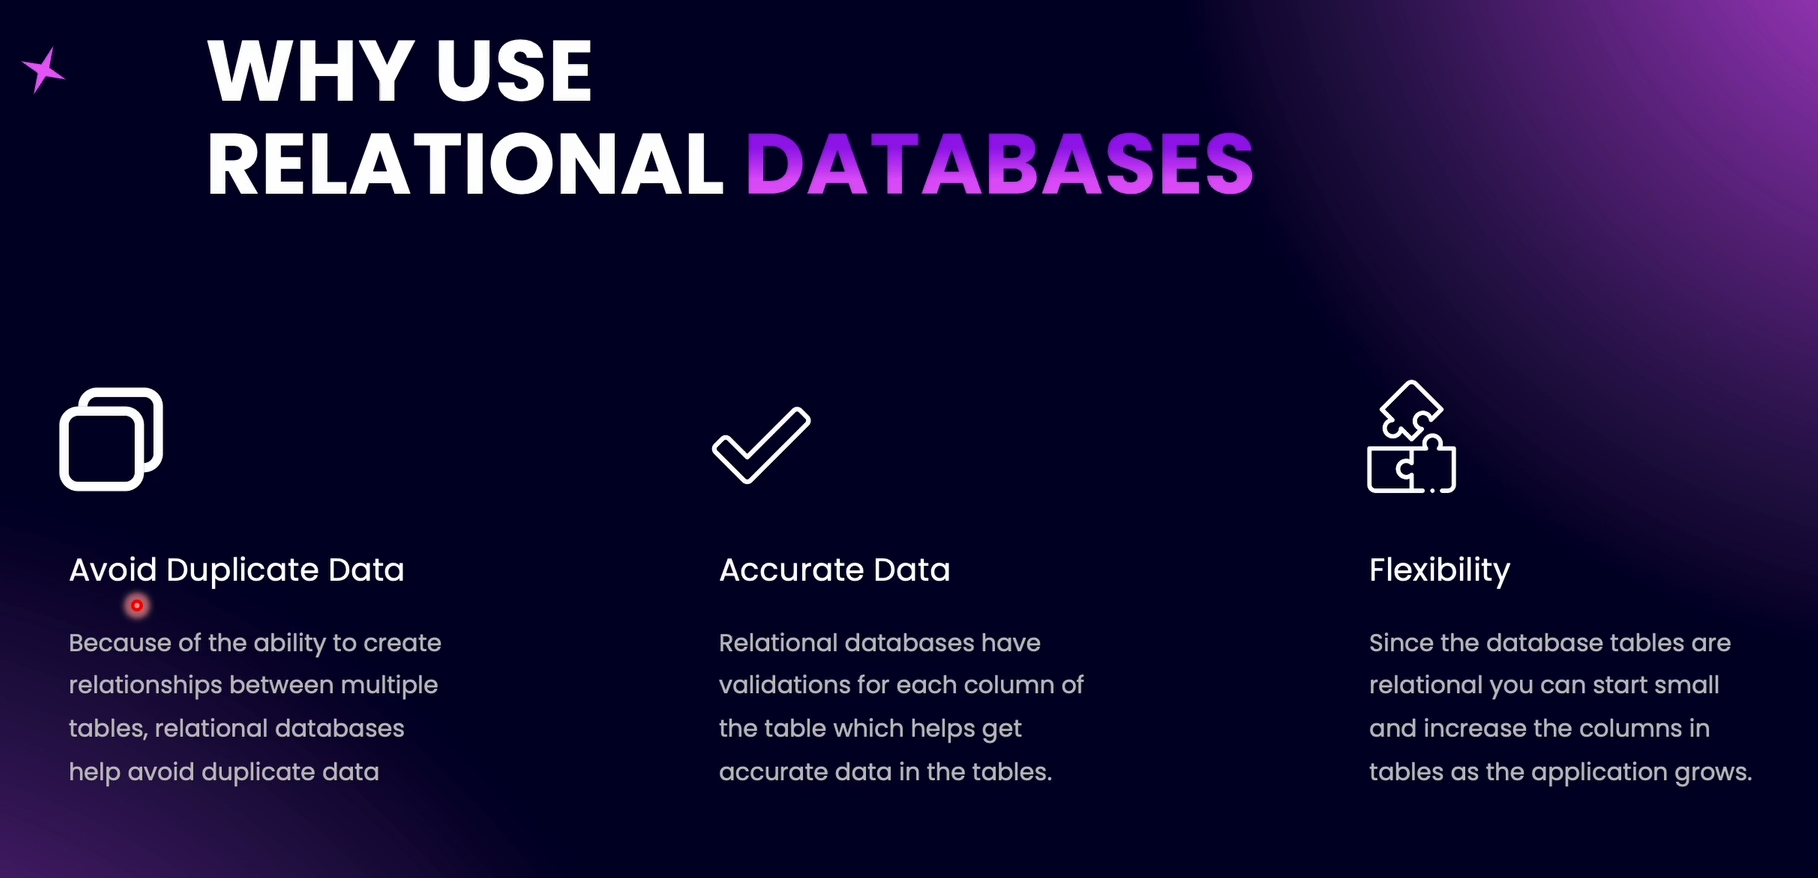 WHY USE
RELATIONAL DATABASES
Avoid Duplicate Data
Because of the ability to create
relationships between multiple
tables, relational databases
help avoid duplicate data
Accurate Data
Relational databases have
validations for each column of
the table which helps get
accurate data in the tables.
Flexibility
Since the database tables are
relational you can start small
and increase the columns in
tables as the application grows.